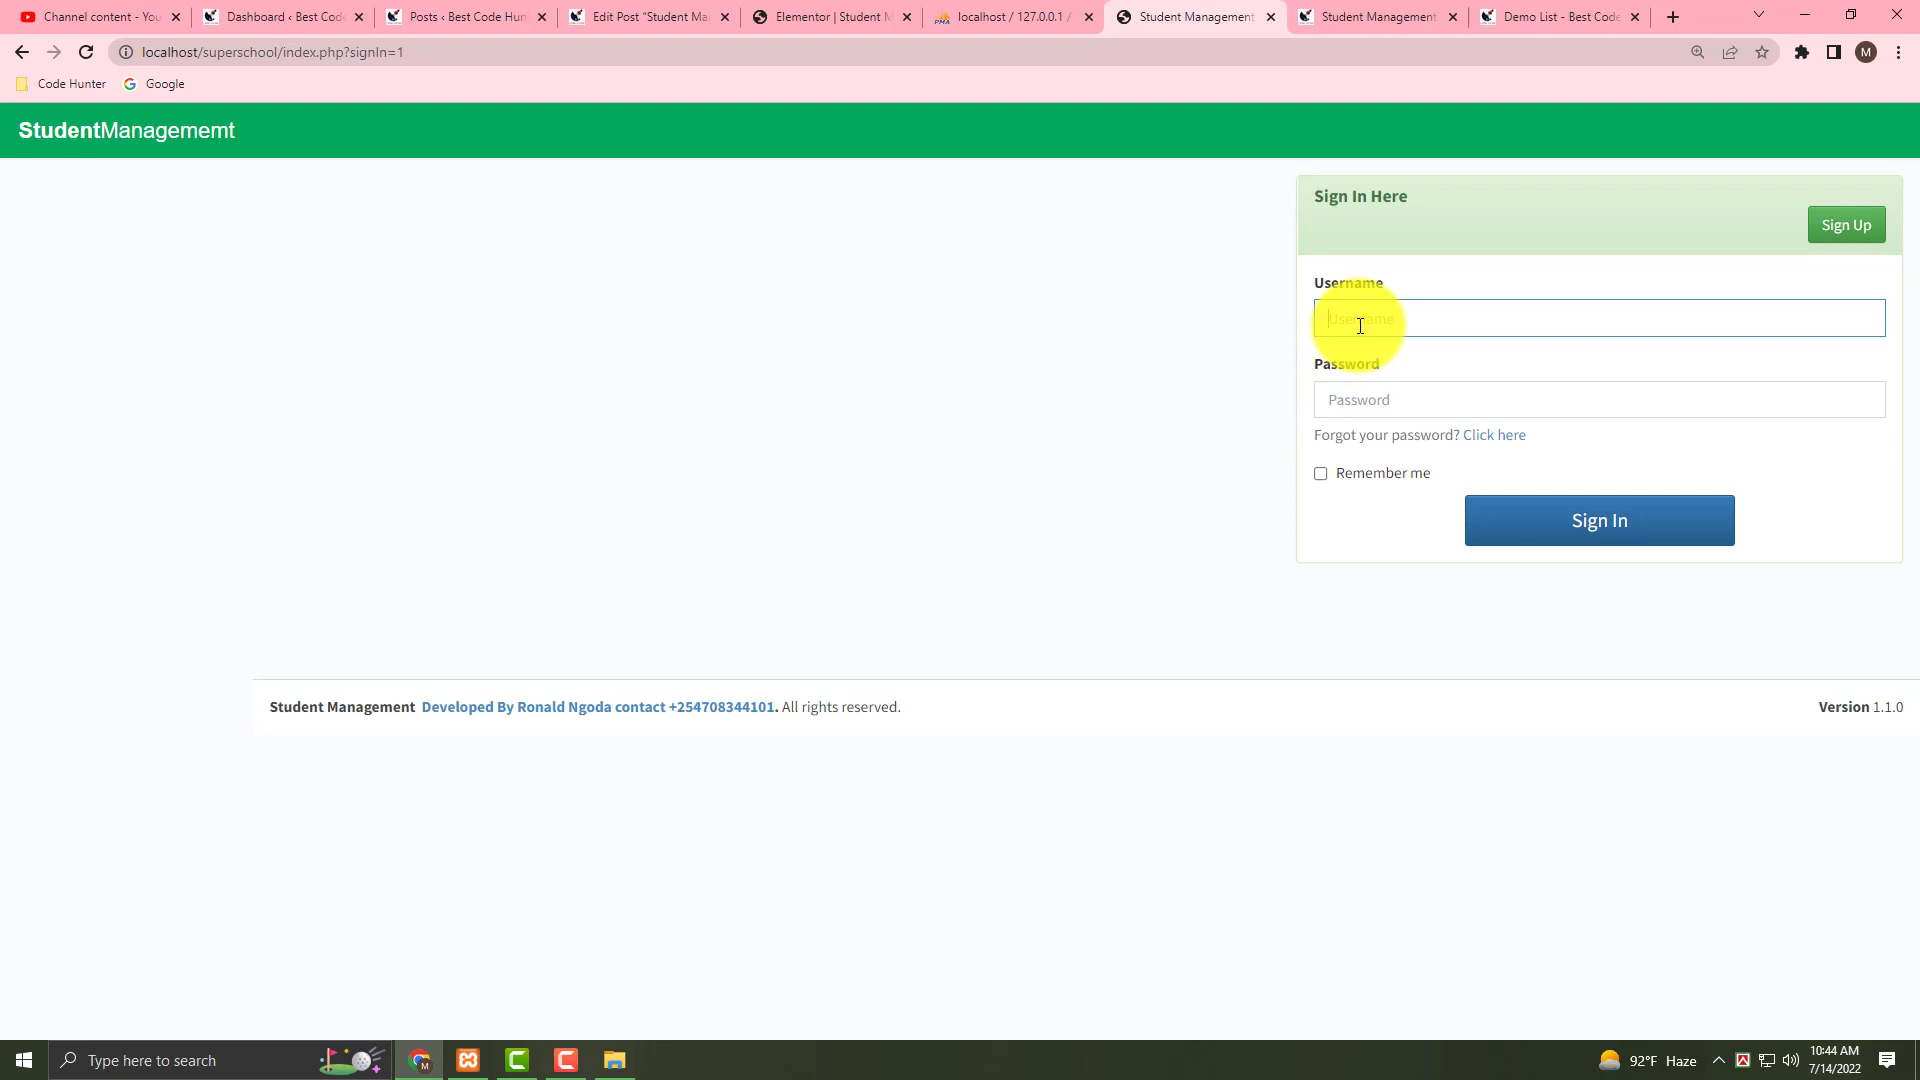 Channel content - You
Dashboard ‹ Best Code
Posts ‹ Best Code Hun
Edit Post "Student Ma
Elementor | Student M
localhost / 127.0.0.1 /
Student Management
Student Management
Demo List - Best Code
localhost/superschool/index.php?signIn=1
M
Code Hunter
Google
StudentManagememt
Sign In Here
Sign Up
Username
Username
Password
Password
Forgot your password? Click here
Remember me
Sign In
Student Management Developed By Ronald Ngoda contact +254708344101. All rights reserved.
Version 1.1.0
Type here to search
92°F Haze
10:44 AM
7/14/2022